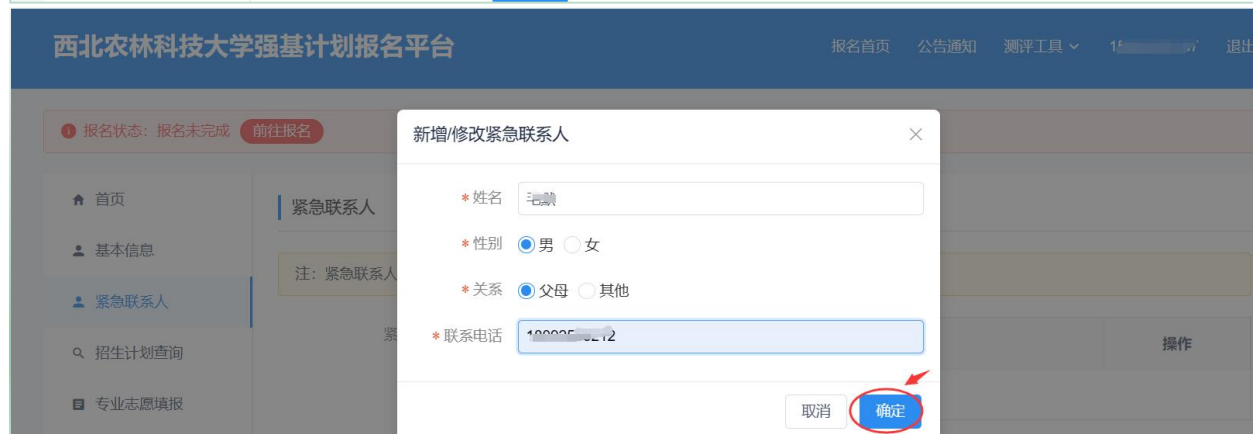 西北农林科技大学强基计划报名平台
报名首页 公告通知 测评工具 退出
报名状态：报名未完成 前往报名
新增/修改紧急联系人
首页
紧急联系人
*姓名
基本信息
*性别 男 女
注：紧急联系人
紧急联系人
*关系 父母 其他
*联系电话
紧
操作
招生计划查询
专业志愿填报
取消 确定